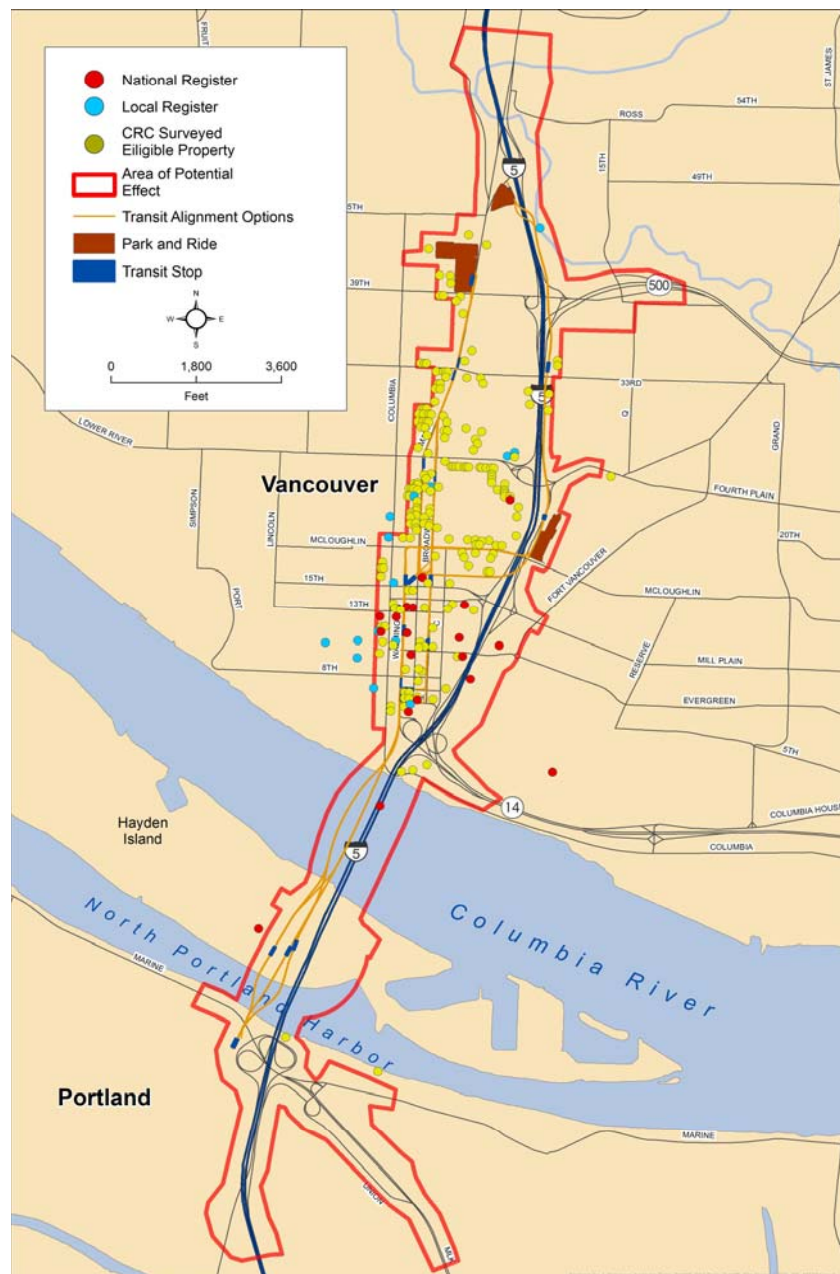 FRUIT
National Register
Local Register
CRC Surveyed
Eiligible Property
Area of Potential
Effect
Transit Alignment Options
Park and Ride
Transit Stop
N
W
E
S
0
1,800
3,600
Feet
ST JAMES
54TH
ROSS
15TH
49TH
5
5TH
39TH
500
COLUMBIA
33RD
5
Q
GRAND
LOWER RIVER
Vancouver
FOURTH PLAIN
SIMPSON
LINCOLN
MCLOUGHLIN
BROADW
20TH
FORT VANCOUVER
15TH
MCLOUGHLIN
PORT
13TH
C
RESERVE
MILL PLAIN
8TH
EVERGREEN
5TH
14
COLUMBIA HOUSE
COLUMBIA
Hayden
Island
5
Columbia River
North Portland Harbor
MARINE
Portland
MARINE
UNION
MLK